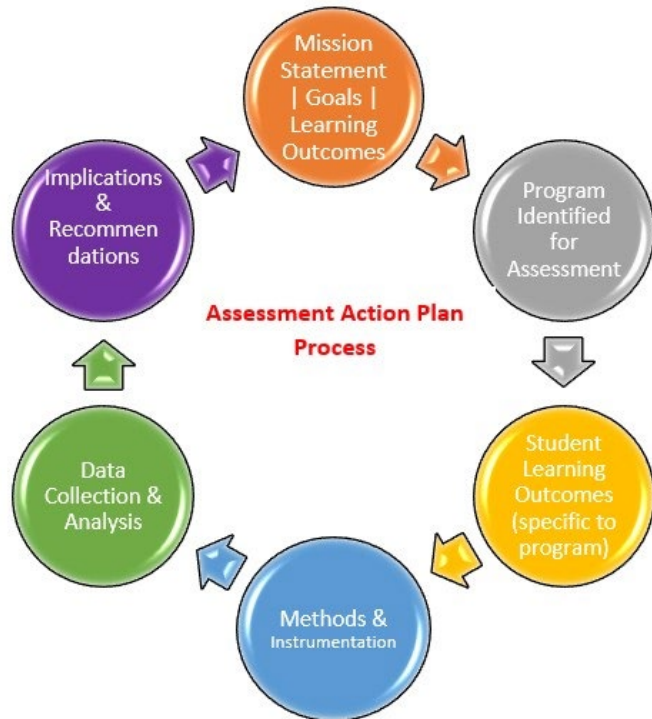 Mission
Statement
| Goals |
Learning
Outcomes
Program
Identified
for
Assessment
Student
Learning
Outcomes
(specific to
program)
Methods &
Instrumentation
Data
Collection &
Analysis
Implications
&
Recommen
dations
Assessment Action Plan
Process